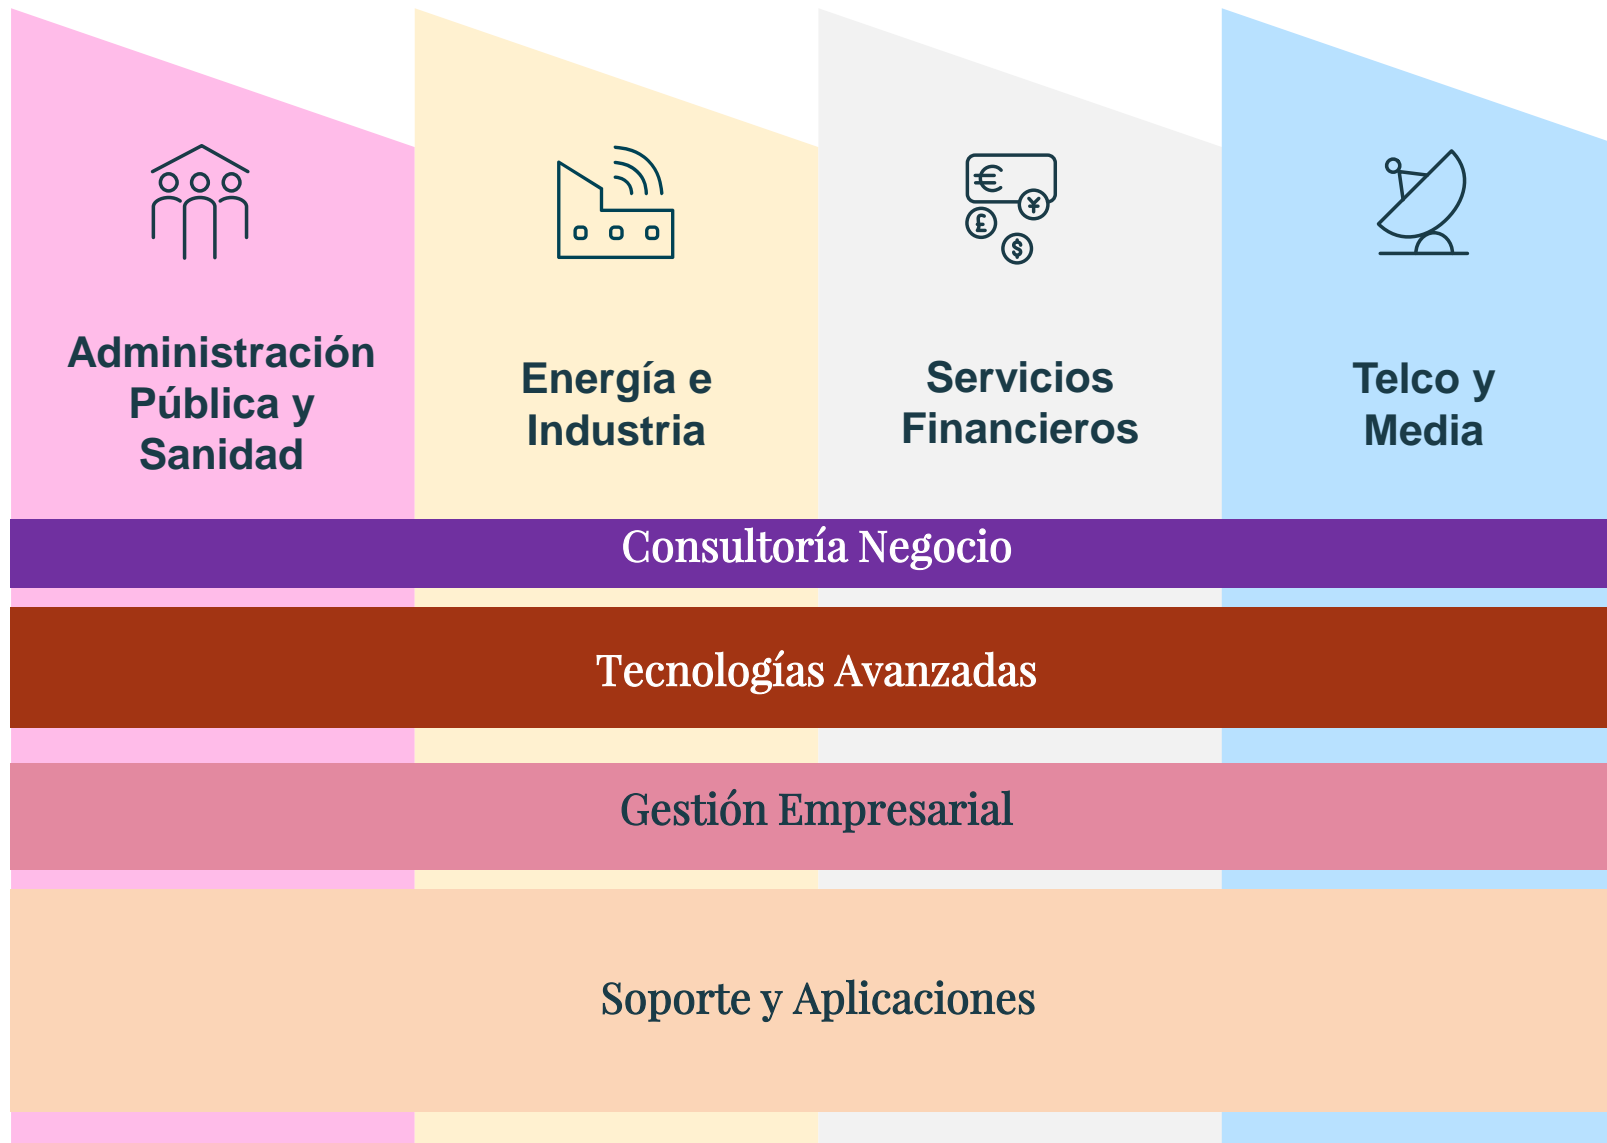 Administración
Pública y
Sanidad
Energía e
Industria
Servicios
Financieros
Telco y
Media
Consultoría Negocio
Tecnologías Avanzadas
Gestión Empresarial
Soporte y Aplicaciones